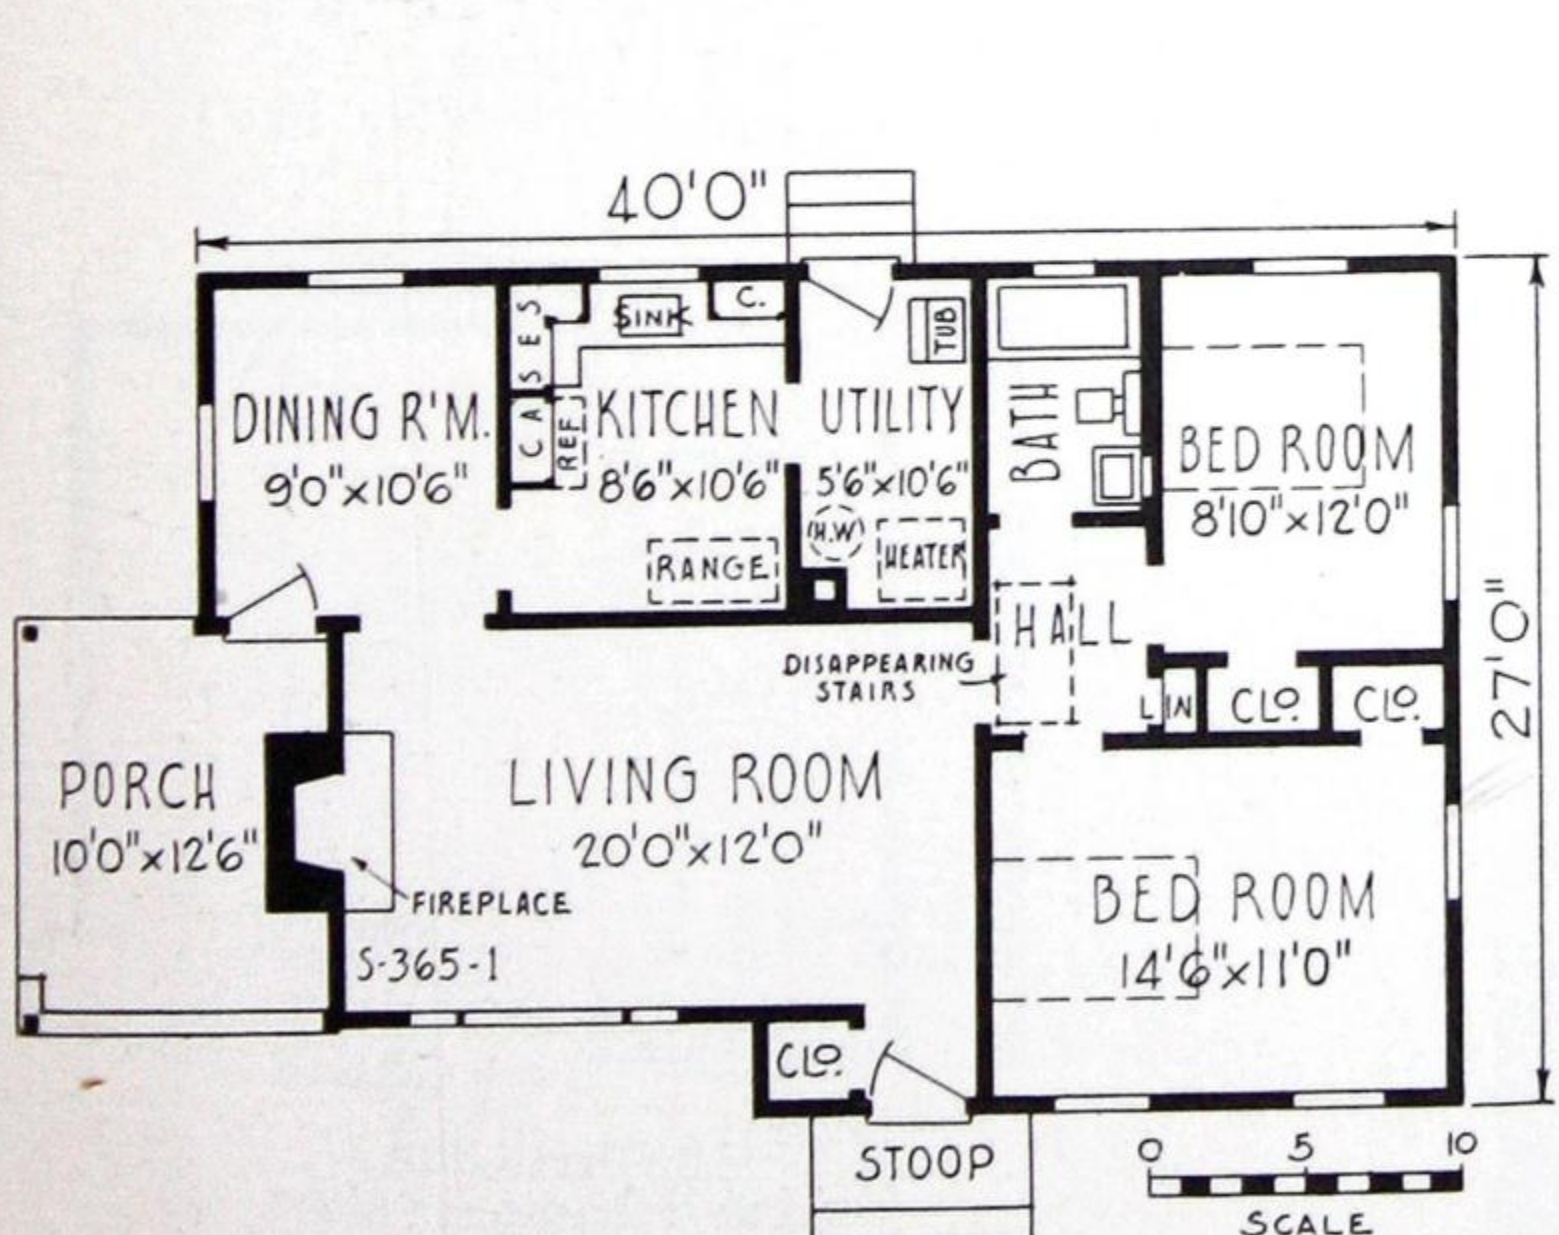 40'0"
DINING R'M.
9'0"x10'6"
CASES
REF
SINK
C.
KITCHEN
8'6"x10'6"
RANGE
UTILITY
5'6"x10'6"
TUB
H.W
HEATER
BATH
BED ROOM
8'10"x12'0"
27'0"
HALL
DISAPPEARING
STAIRS
LIN
CLO.
CLO.
PORCH
10'0"x12'6"
LIVING ROOM
20'0"x12'0"
FIREPLACE
S-365-1
BED ROOM
14'6"x11'0"
CLO.
STOOP
0 5 10
SCALE